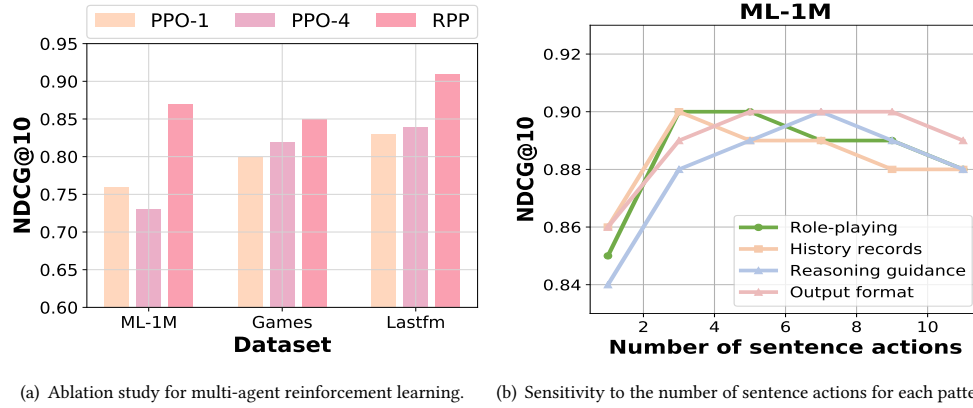 PPO-1 PPO-4 RPP
0.95
0.90
0.85
0.80
0.75
0.70
0.65
0.60
NDCG@10
ML-1M Games Lastfm
Dataset
(a) Ablation study for multi-agent reinforcement learning.
ML-1M
0.92
0.90
0.88
0.86
0.84
NDCG@10
Role-playing
History records
Reasoning guidance
Output format
2 4 6 8 10
Number of sentence actions
(b) Sensitivity to the number of sentence actions for each patte